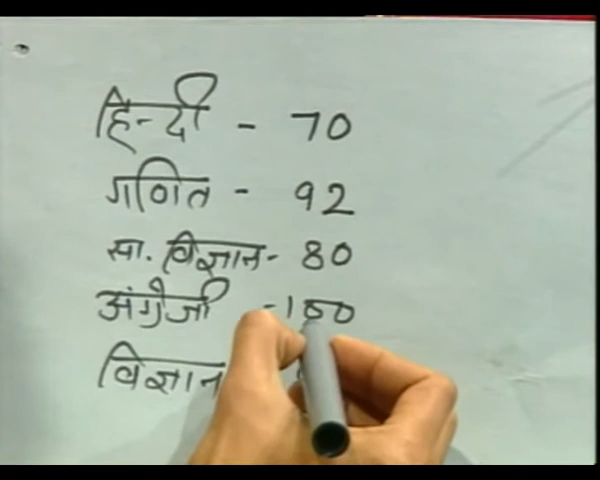 हिन्दी - 70
गणित - 92
सा. विज्ञान - 80
अंग्रेजी - 100
विज्ञान